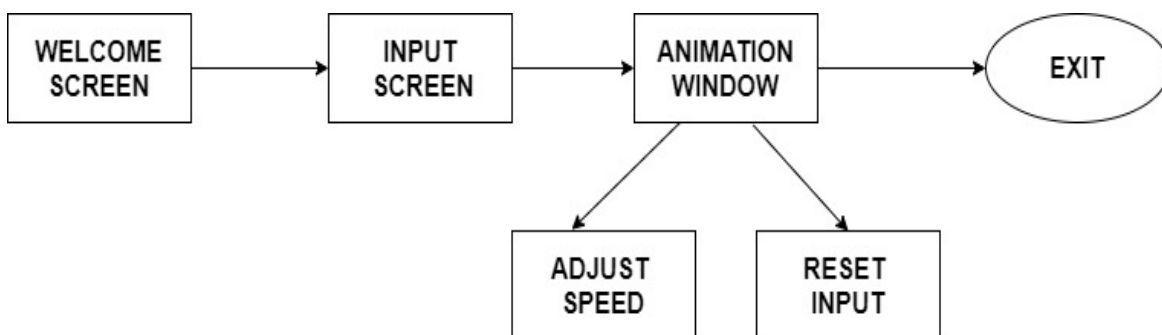 WELCOME
SCREEN
INPUT
SCREEN
ANIMATION
WINDOW
EXIT
ADJUST
SPEED
RESET
INPUT